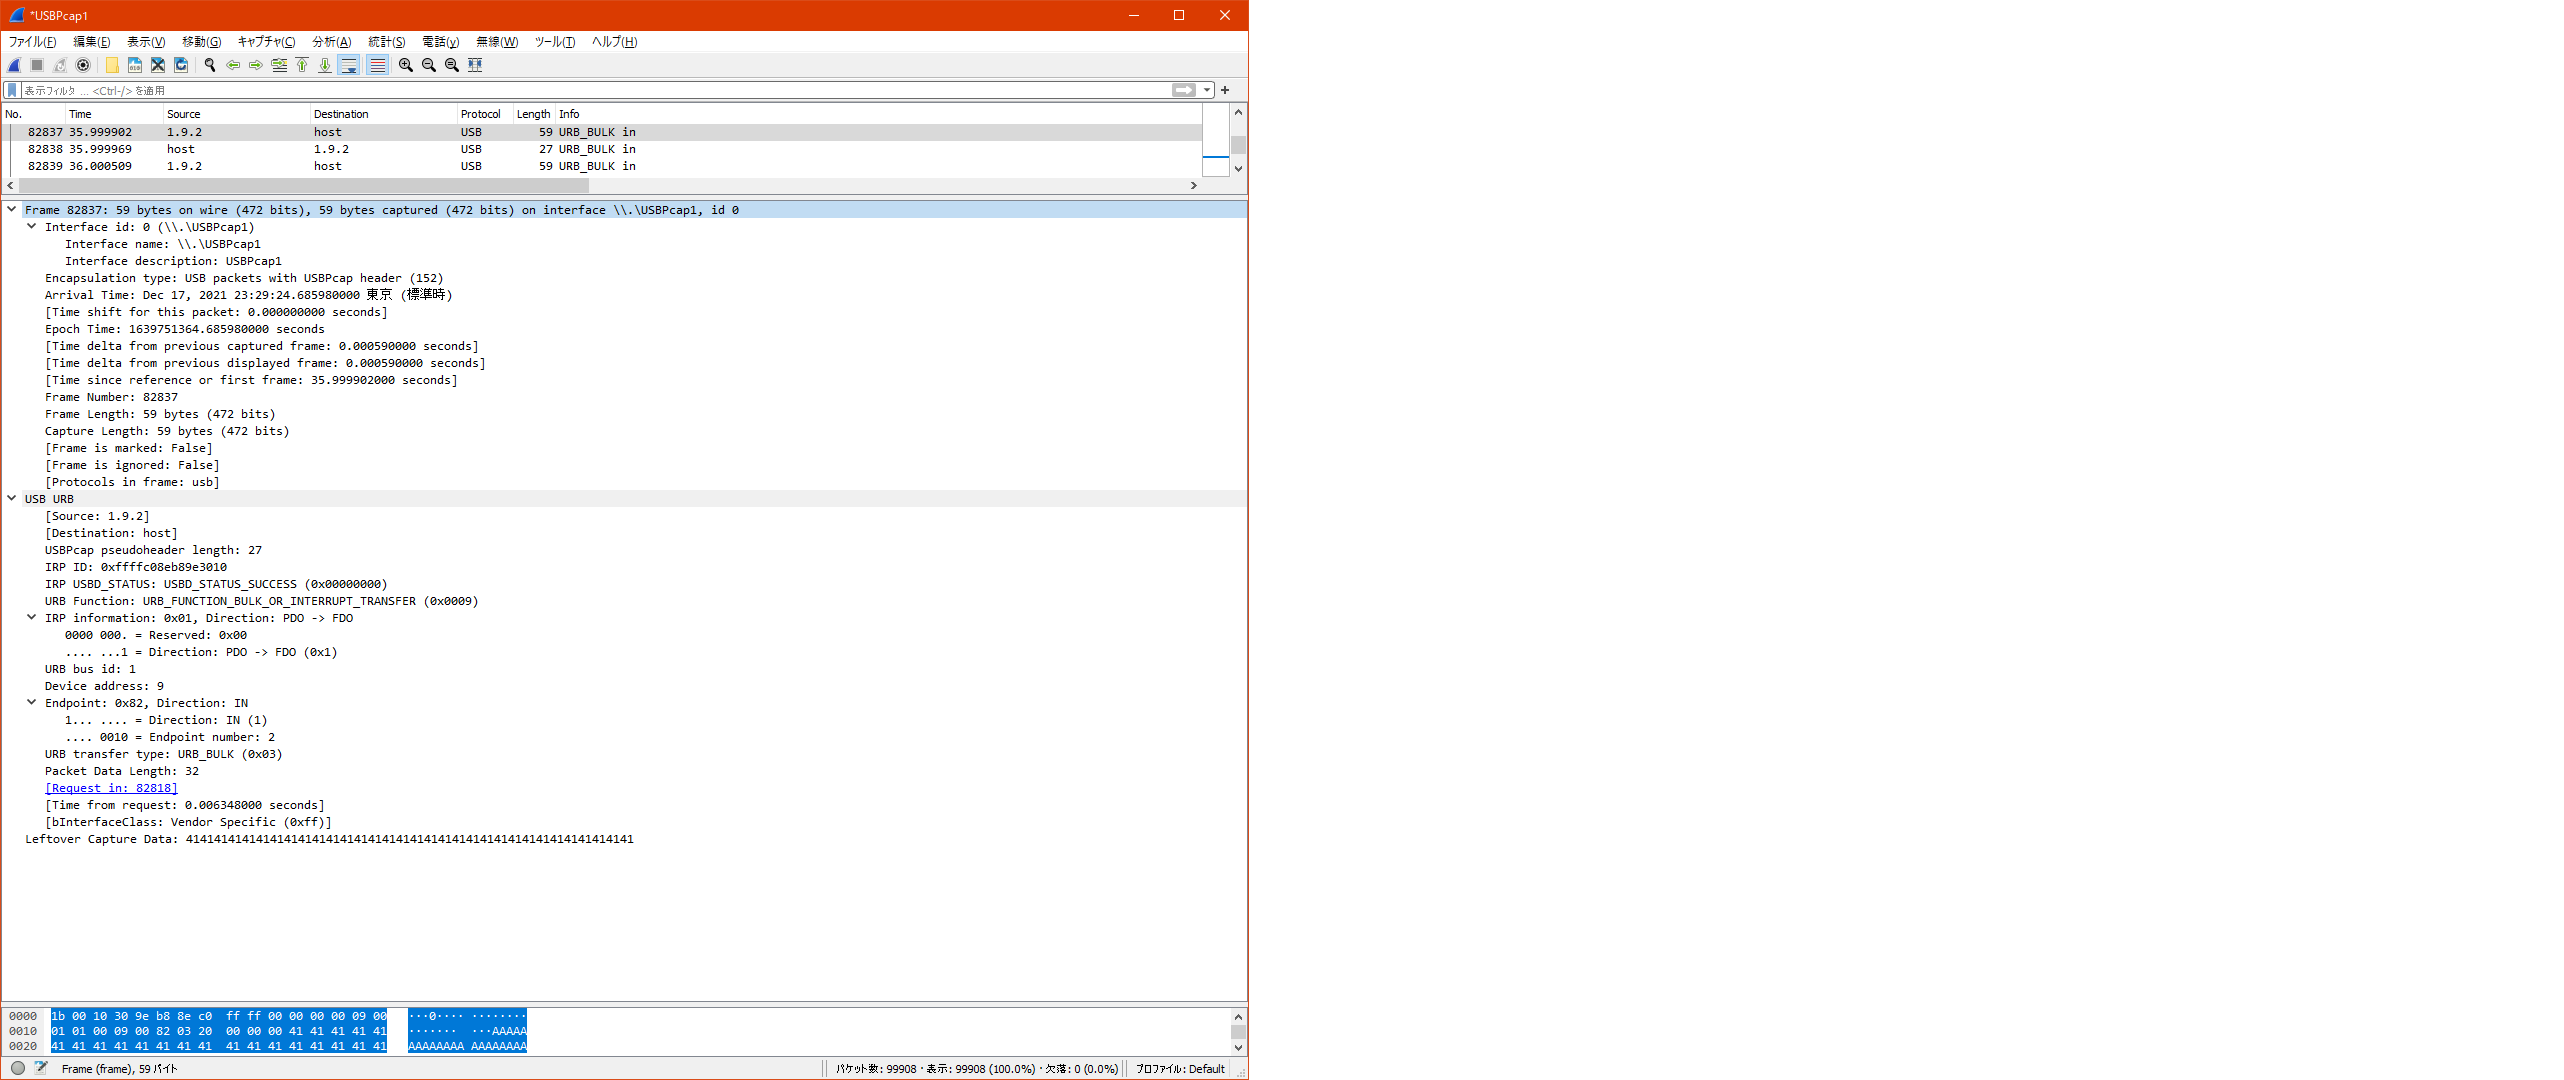 *USBPcap1
ファイル(F) 編集(E) 表示(V) 移動(G) キャプチャ(C) 分析(A) 統計(S) 電話(y) 無線(W) ツール(T) ヘルプ(H)
表示フィルタ ... <Ctrl-/> を適用
No. Time Source Destination Protocol Length Info
82837 35.999902 1.9.2 host USB 59 URB_BULK in
82838 35.999969 host 1.9.2 USB 27 URB_BULK in
82839 36.000509 1.9.2 host USB 59 URB_BULK in
Frame 82837: 59 bytes on wire (472 bits), 59 bytes captured (472 bits) on interface \\.\USBPcap1, id 0
Interface id: 0 (\\.\USBPcap1)
Interface name: \\.\USBPcap1
Interface description: USBPcap1
Encapsulation type: USB packets with USBPcap header (152)
Arrival Time: Dec 17, 2021 23:29:24.685980000 東京 (標準時)
[Time shift for this packet: 0.000000000 seconds]
Epoch Time: 1639751364.685980000 seconds
[Time delta from previous captured frame: 0.000590000 seconds]
[Time delta from previous displayed frame: 0.000590000 seconds]
[Time since reference or first frame: 35.999902000 seconds]
Frame Number: 82837
Frame Length: 59 bytes (472 bits)
Capture Length: 59 bytes (472 bits)
[Frame is marked: False]
[Frame is ignored: False]
[Protocols in frame: usb]
USB URB
[Source: 1.9.2]
[Destination: host]
USBPcap pseudoheader length: 27
IRP ID: 0xffffc08eb89e3010
IRP USBD_STATUS: USBD_STATUS_SUCCESS (0x00000000)
URB Function: URB_FUNCTION_BULK_OR_INTERRUPT_TRANSFER (0x0009)
IRP information: 0x01, Direction: PDO -> FDO
0000 000. = Reserved: 0x00
.... ...1 = Direction: PDO -> FDO (0x1)
URB bus id: 1
Device address: 9
Endpoint: 0x82, Direction: IN
1... .... = Direction: IN (1)
.... 0010 = Endpoint number: 2
URB transfer type: URB_BULK (0x03)
Packet Data Length: 32
[Request in: 82818]
[Time from request: 0.006348000 seconds]
[bInterfaceClass: Vendor Specific (0xff)]
Leftover Capture Data: 4141414141414141414141414141414141414141414141414141414141414141
0000 1b 00 10 30 9e b8 8e c0 ff ff 00 00 00 00 09 00 ···0···· ········
0010 01 01 00 09 00 82 03 20 00 00 00 41 41 41 41 41 ······· ···AAAAA
0020 41 41 41 41 41 41 41 41 41 41 41 41 41 41 41 41 AAAAAAAA AAAAAAAA
Frame (frame), 59 バイト パケット数: 99908 · 表示: 99908 (100.0%) · 欠落: 0 (0.0%) プロファイル: Default